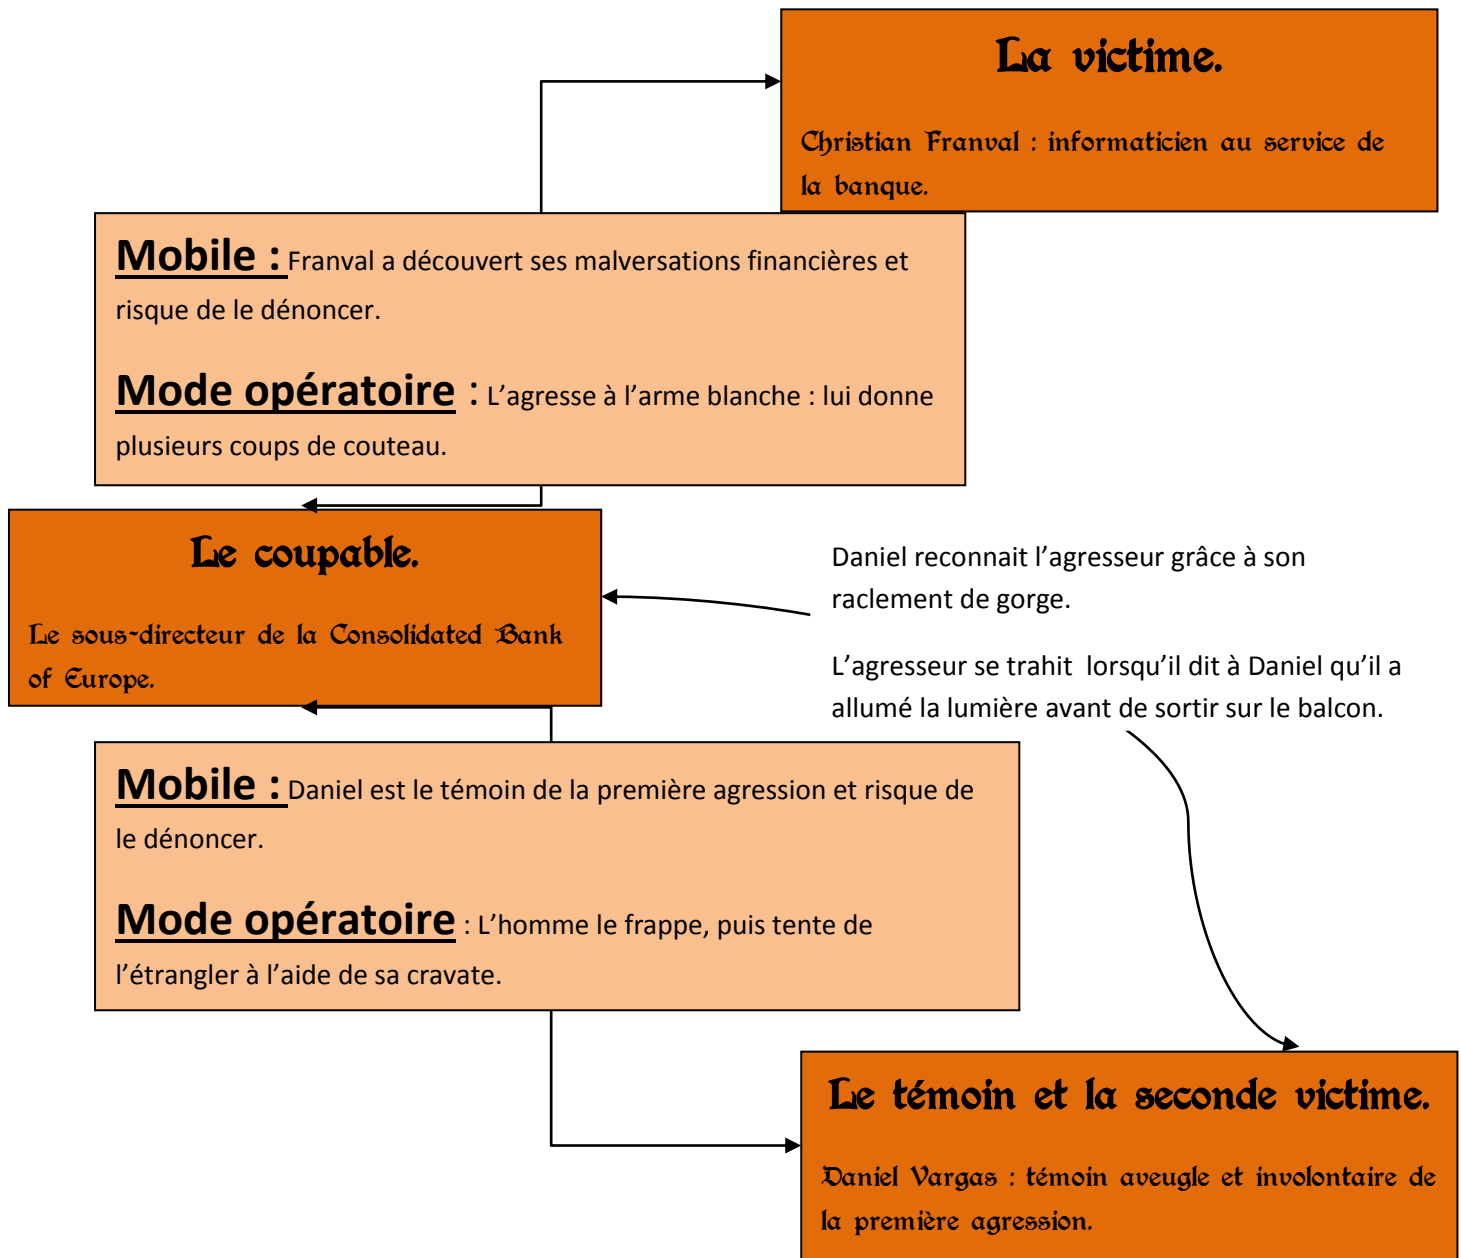 La victime.
Christian Franval : informaticien au service de
la banque.
Mobile : Franval a découvert ses malversations financières et
risque de le dénoncer.
Mode opératoire : L’agresse à l’arme blanche : lui donne
plusieurs coups de couteau.
Le coupable.
Le sous-directeur de la Consolidated Bank
of Europe.
Daniel reconnait l’agresseur grâce à son
raclement de gorge.
L’agresseur se trahit lorsqu’il dit à Daniel qu’il a
allumé la lumière avant de sortir sur le balcon.
Mobile : Daniel est le témoin de la première agression et risque de
le dénoncer.
Mode opératoire : L’homme le frappe, puis tente de
l’étrangler à l’aide de sa cravate.
Le témoin et la seconde victime.
Daniel Vargas : témoin aveugle et involontaire de
la première agression.